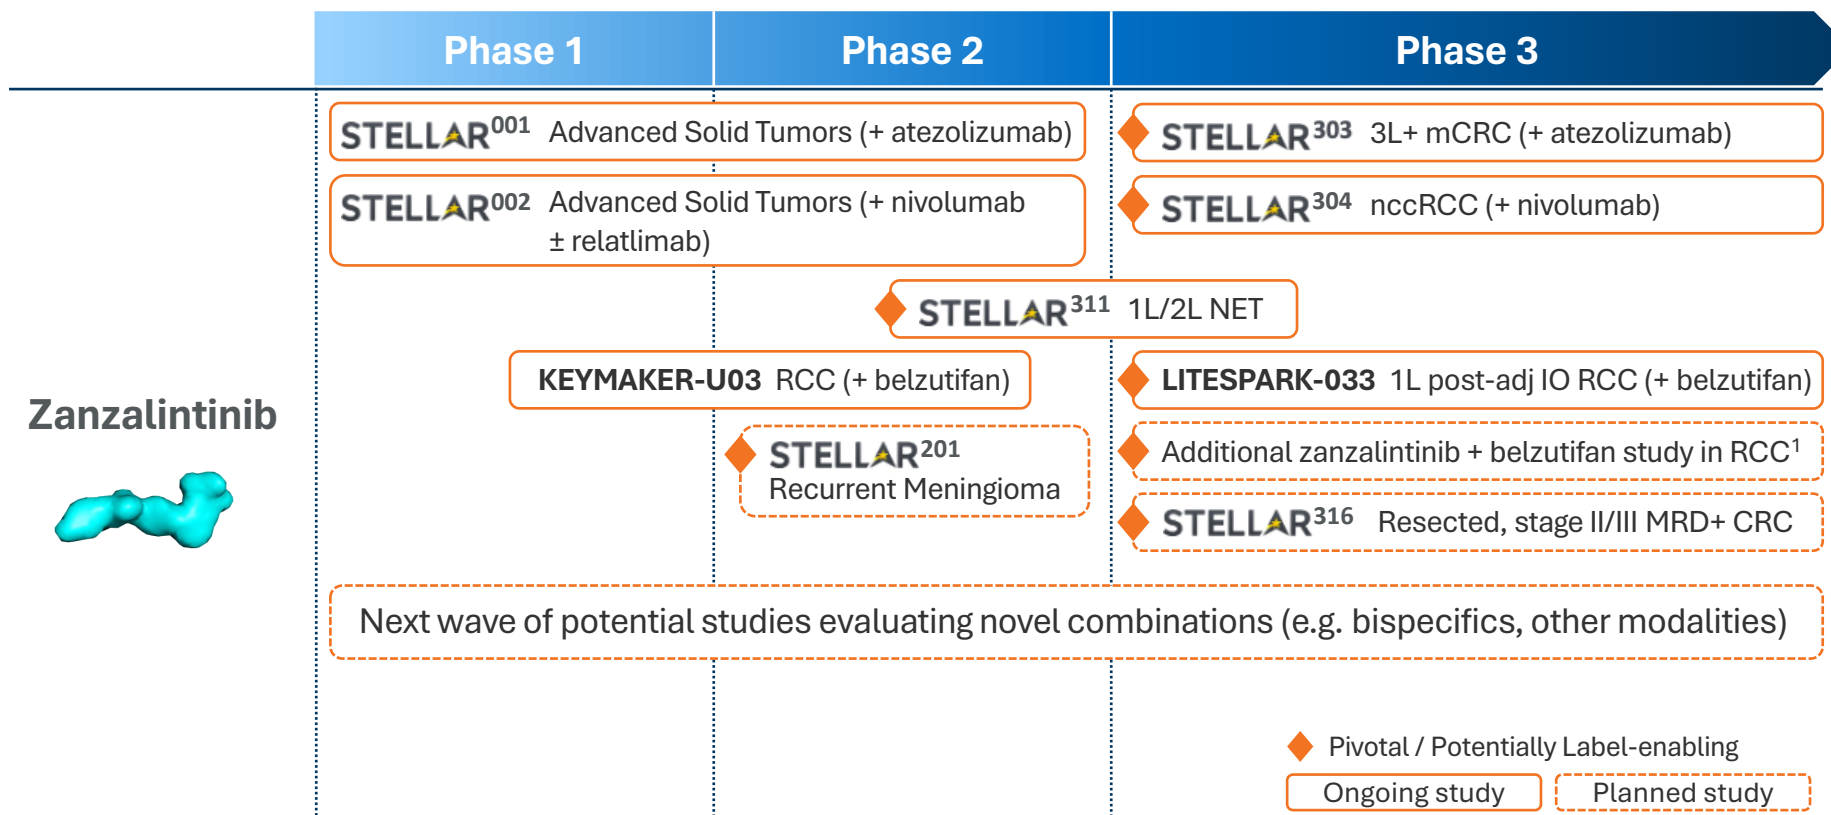 Phase 1
Phase 2
Phase 3
STELLAR001 Advanced Solid Tumors (+ atezolizumab)
STELLAR303 3L+ mCRC (+ atezolizumab)
STELLAR002 Advanced Solid Tumors (+ nivolumab
± relatlimab)
STELLAR304 nccRCC (+ nivolumab)
STELLAR311 1L/2L NET
KEYMAKER-U03 RCC (+ belzutifan)
LITESPARK-033 1L post-adj IO RCC (+ belzutifan)
Zanzalintinib
STELLAR201
Recurrent Meningioma
Additional zanzalintinib + belzutifan study in RCC1
STELLAR316 Resected, stage II/III MRD+ CRC
Next wave of potential studies evaluating novel combinations (e.g. bispecifics, other modalities)
Pivotal / Potentially Label-enabling
Ongoing study
Planned study